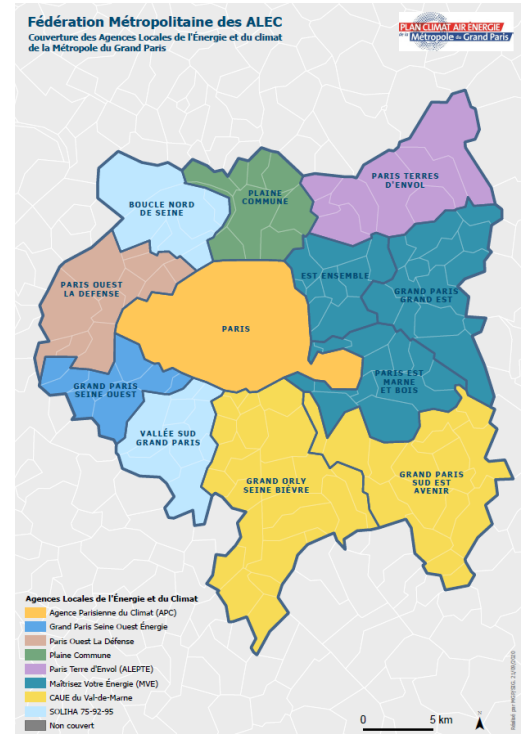 Fédération Métropolitaine des ALEC
Couverture des Agences Locales de l'Énergie et du climat
de la Métropole du Grand Paris
PLAN CLIMAT AIR ÉNERGIE
de la Métropole du Grand Paris
PARIS TERRES
D'ENVOL
PLAINE
COMMUNE
BOUCLE NORD
DE SEINE
EST ENSEMBLE
PARIS OUEST
LA DEFENSE
GRAND PARIS
GRAND EST
PARIS
PARIS EST
MARNE
ET BOIS
GRAND PARIS
SEINE OUEST
VALLÉE SUD
GRAND PARIS
GRAND ORLY
SEINE BIÈVRE
GRAND PARIS
SUD EST
AVENIR
Agences Locales de l'Énergie et du Climat
Agence Parisienne du Climat (APC)
Grand Paris Seine Ouest Énergie
Paris Ouest La Défense
Plaine Commune
Paris Terre d'Envol (ALEPTE)
Maîtrisez Votre Énergie (MVE)
CAUE du Val-de-Marne
SOLIHA 75-92-95
Non couvert
0 5 km
N